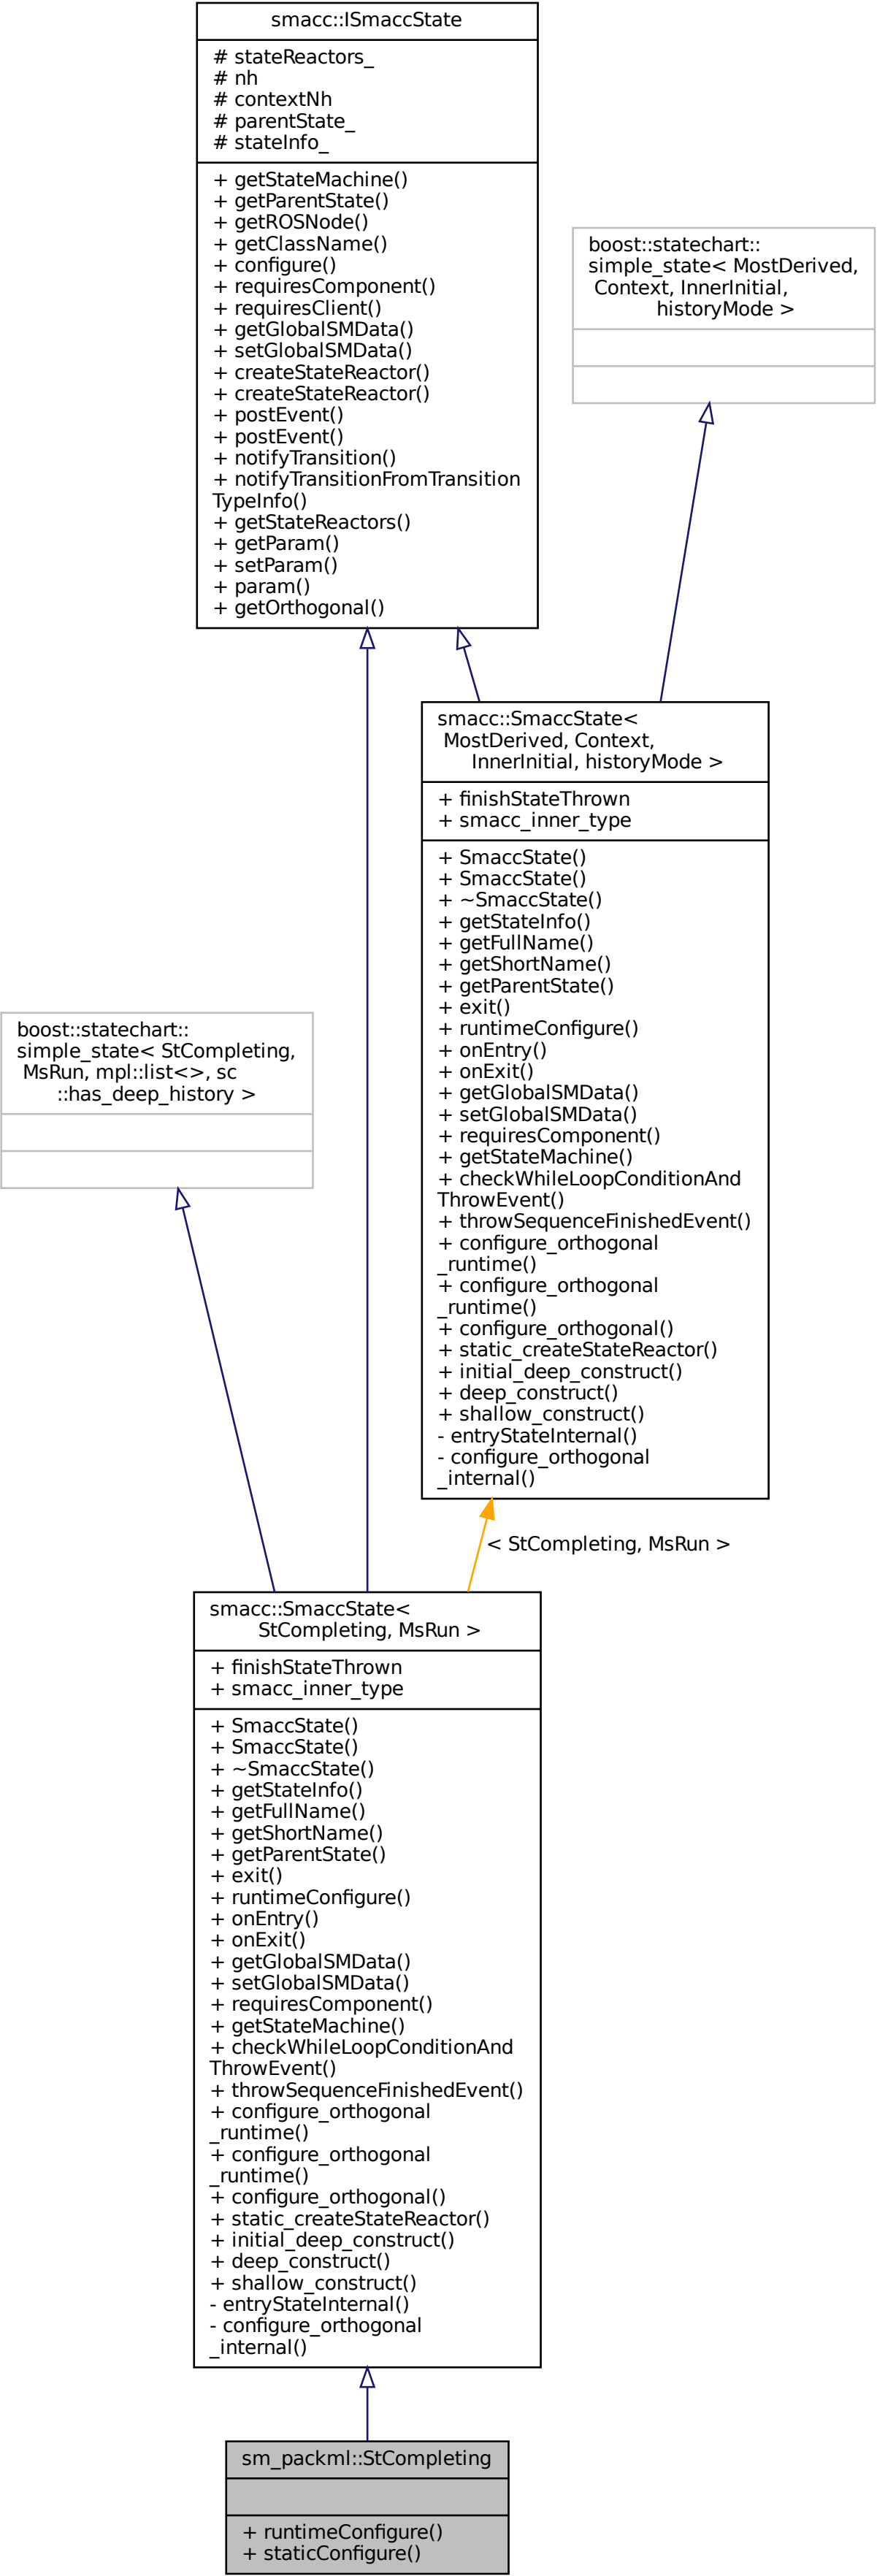 smacc::ISmaccState
# stateReactors_
# nh
# contextNh
# parentState_
# stateInfo_
+ getStateMachine()
+ getParentState()
+ getROSNode()
+ getClassName()
+ configure()
+ requiresComponent()
+ requiresClient()
+ getGlobalSMData()
+ setGlobalSMData()
+ createStateReactor()
+ createStateReactor()
+ postEvent()
+ postEvent()
+ notifyTransition()
+ notifyTransitionFromTransition
TypeInfo()
+ getStateReactors()
+ getParam()
+ setParam()
+ param()
+ getOrthogonal()
boost::statechart::
simple_state< MostDerived,
Context, InnerInitial,
historyMode >
smacc::SmaccState<
MostDerived, Context,
InnerInitial, historyMode >
+ finishStateThrown
+ smacc_inner_type
+ SmaccState()
+ SmaccState()
+ ~SmaccState()
+ getStateInfo()
+ getFullName()
+ getShortName()
+ getParentState()
+ exit()
+ runtimeConfigure()
+ onEntry()
+ onExit()
+ getGlobalSMData()
+ setGlobalSMData()
+ requiresComponent()
+ getStateMachine()
+ checkWhileLoopConditionAnd
ThrowEvent()
+ throwSequenceFinishedEvent()
+ configure_orthogonal
_runtime()
+ configure_orthogonal
_runtime()
+ configure_orthogonal()
+ static_createStateReactor()
+ initial_deep_construct()
+ deep_construct()
+ shallow_construct()
- entryStateInternal()
- configure_orthogonal
_internal()
boost::statechart::
simple_state< StCompleting,
MsRun, mpl::list<>, sc
::has_deep_history >
< StCompleting, MsRun >
smacc::SmaccState<
StCompleting, MsRun >
+ finishStateThrown
+ smacc_inner_type
+ SmaccState()
+ SmaccState()
+ ~SmaccState()
+ getStateInfo()
+ getFullName()
+ getShortName()
+ getParentState()
+ exit()
+ runtimeConfigure()
+ onEntry()
+ onExit()
+ getGlobalSMData()
+ setGlobalSMData()
+ requiresComponent()
+ getStateMachine()
+ checkWhileLoopConditionAnd
ThrowEvent()
+ throwSequenceFinishedEvent()
+ configure_orthogonal
_runtime()
+ configure_orthogonal
_runtime()
+ configure_orthogonal()
+ static_createStateReactor()
+ initial_deep_construct()
+ deep_construct()
+ shallow_construct()
- entryStateInternal()
- configure_orthogonal
_internal()
sm_packml::StCompleting
+ runtimeConfigure()
+ staticConfigure()